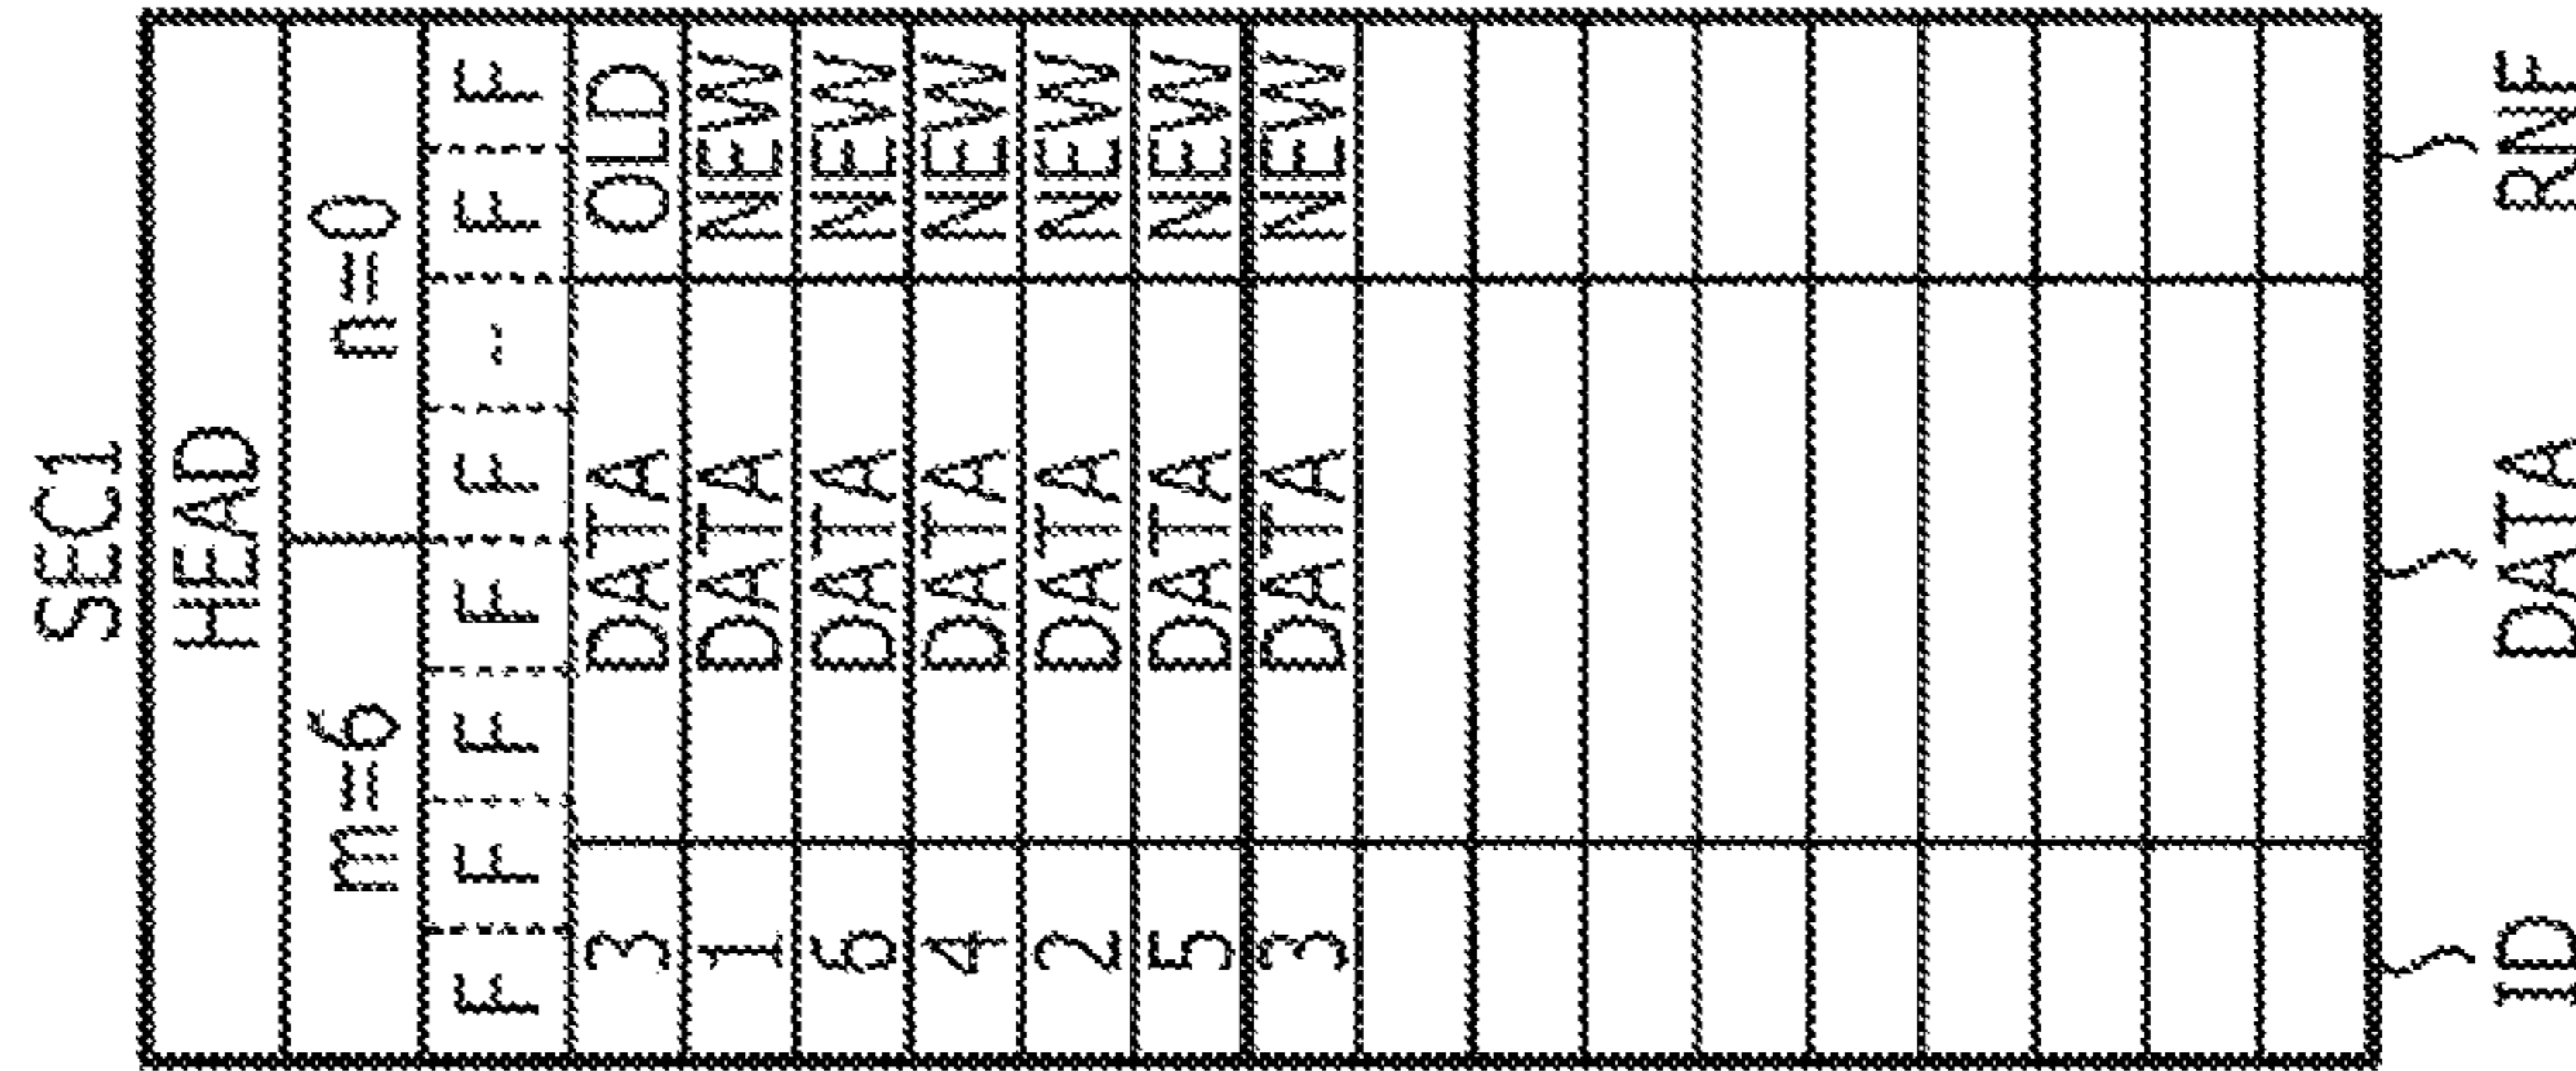 SEC1
HEAD
m=6 n=0
F F F F F ... F F
3 DATA OLD
1 DATA NEW
6 DATA NEW
4 DATA NEW
2 DATA NEW
5 DATA NEW
3 DATA NEW
ID DATA RNF